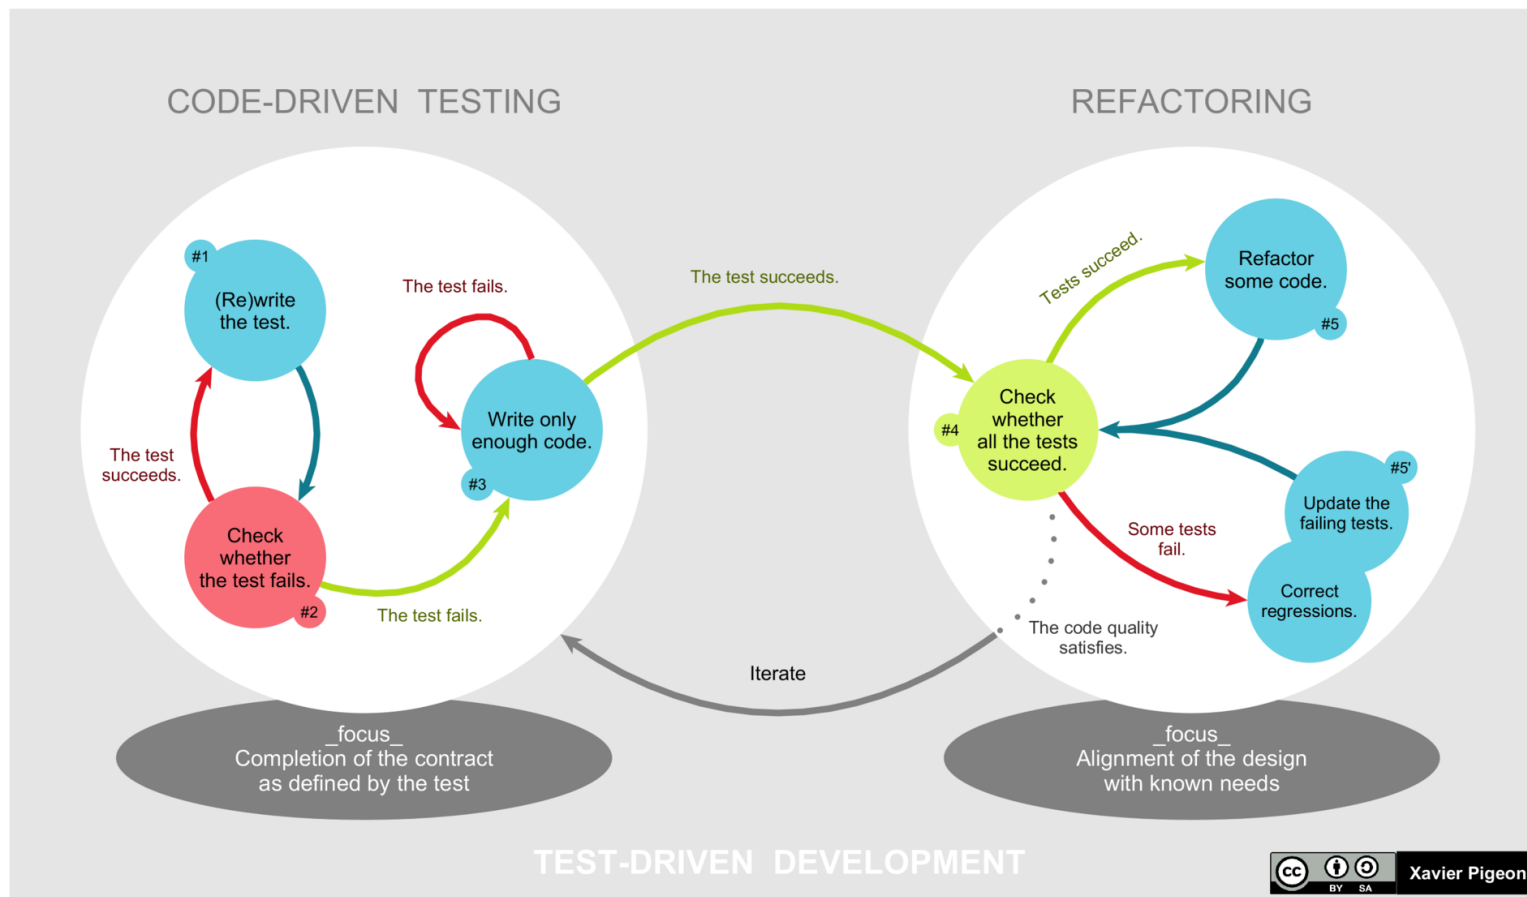 CODE-DRIVEN TESTING
REFACTORING
#1
(Re)write
the test.
The test fails.
The test succeeds.
Tests succeed.
Refactor
some code.
#5
Write only
enough code.
#3
The test
succeeds.
Check
whether
the test fails.
#2
The test fails.
Check
whether
all the tests
succeed.
#4
#5'
Update the
failing tests.
Some tests
fail.
Correct
regressions.
The code quality
satisfies.
Iterate
_focus_
Completion of the contract
as defined by the test
_focus_
Alignment of the design
with known needs
TEST-DRIVEN DEVELOPMENT
cc
BY SA
Xavier Pigeon